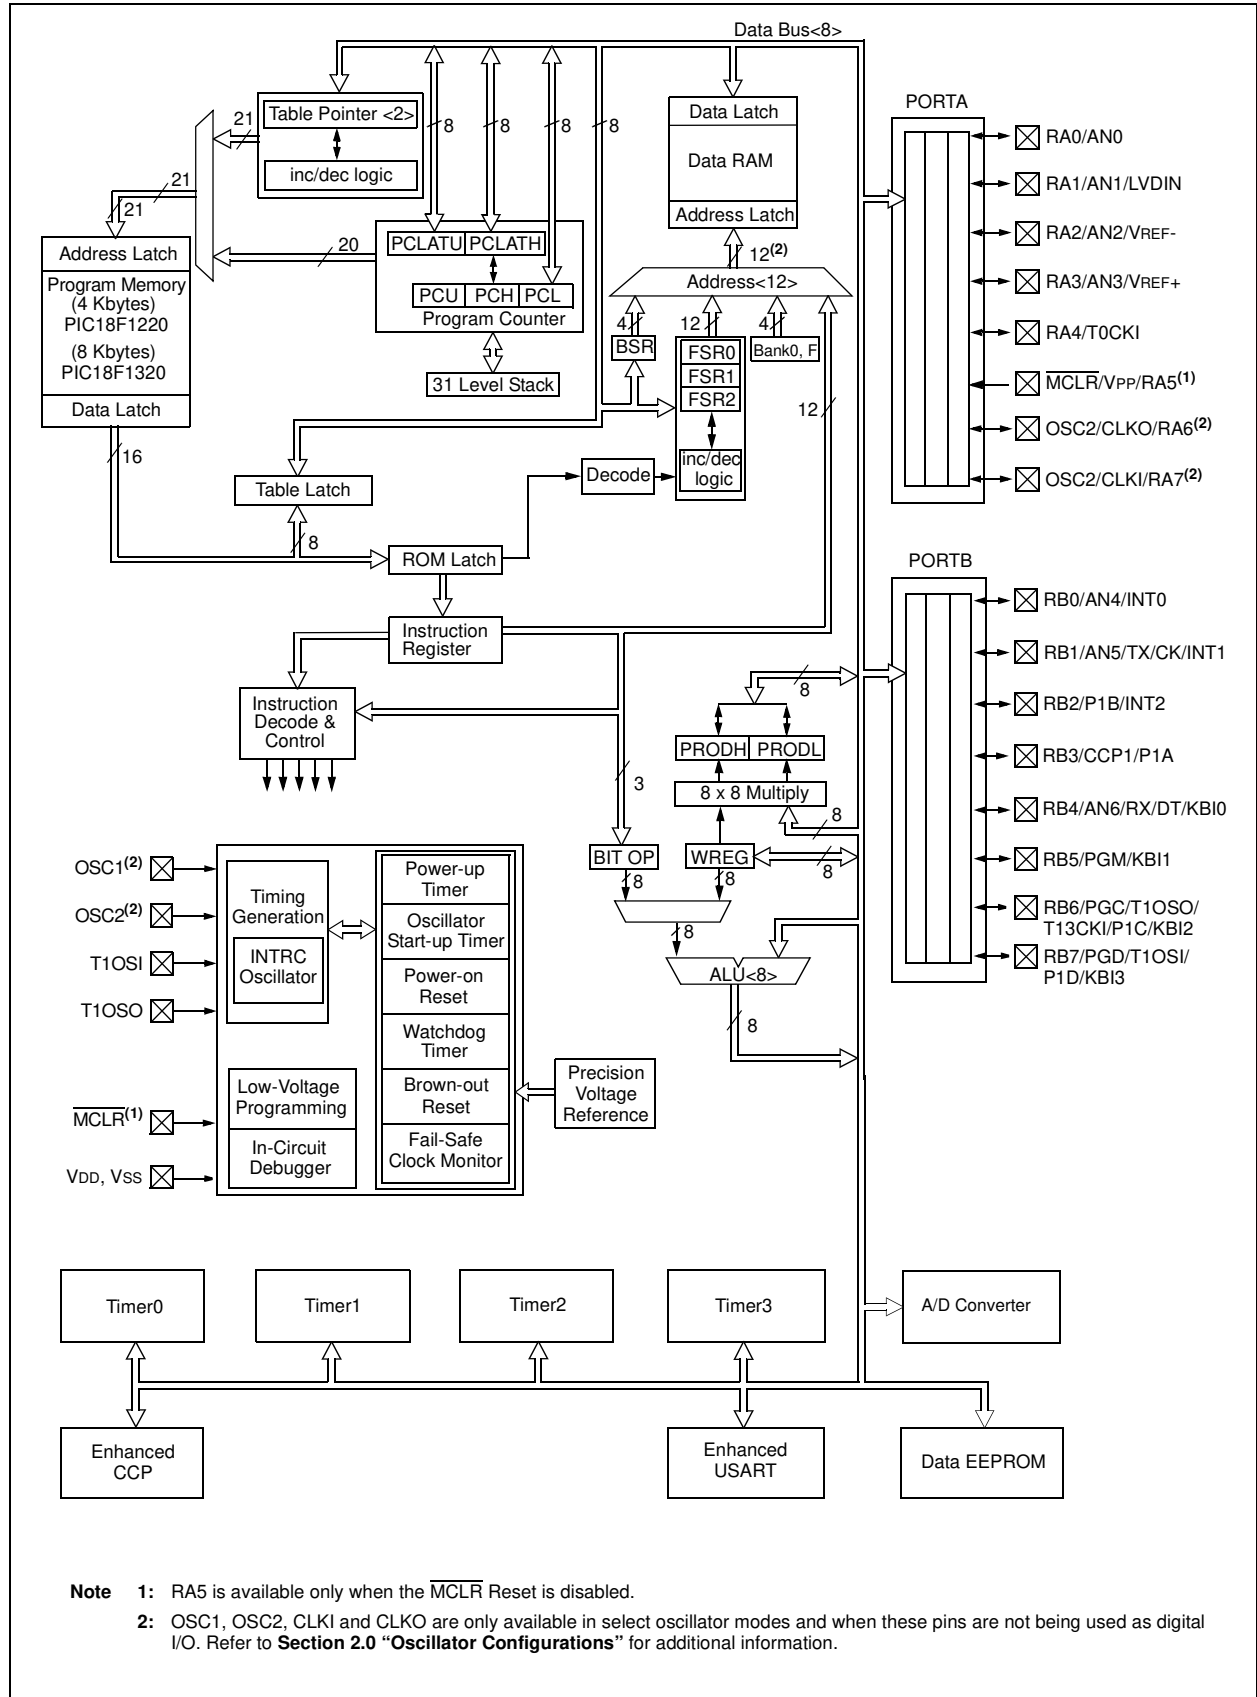 Data Bus<8>
PORTA
Table Pointer <2>
21
8
8
8
8
Data Latch
Data RAM
Address Latch
inc/dec logic
RA0/AN0
RA1/AN1/LVDIN
RA2/AN2/VREF-
RA3/AN3/VREF+
RA4/T0CKI
MCLR/VPP/RA5(1)
OSC2/CLKO/RA6(2)
OSC2/CLKI/RA7(2)
21
21
20
PCLATU
PCLATH
PCU
PCH
PCL
Program Counter
31 Level Stack
12(2)
Address<12>
4
12
4
BSR
FSR0
FSR1
FSR2
Bank0, F
12
inc/dec
logic
Decode
Address Latch
Program Memory
(4 Kbytes)
PIC18F1220
(8 Kbytes)
PIC18F1320
Data Latch
16
Table Latch
8
ROM Latch
Instruction
Register
Instruction
Decode &
Control
PORTB
RB0/AN4/INT0
RB1/AN5/TX/CK/INT1
RB2/P1B/INT2
RB3/CCP1/P1A
RB4/AN6/RX/DT/KBI0
RB5/PGM/KBI1
RB6/PGC/T1OSO/
T13CKI/P1C/KBI2
RB7/PGD/T1OSI/
P1D/KBI3
8
PRODH
PRODL
8 x 8 Multiply
3
8
BIT OP
WREG
8
8
8
8
ALU<8>
8
OSC1(2)
OSC2(2)
T1OSI
T1OSO
MCLR(1)
VDD, VSS
Timing
Generation
INTRC
Oscillator
Low-Voltage
Programming
In-Circuit
Debugger
Power-up
Timer
Oscillator
Start-up Timer
Power-on
Reset
Watchdog
Timer
Brown-out
Reset
Fail-Safe
Clock Monitor
Precision
Voltage
Reference
Timer0
Timer1
Timer2
Timer3
A/D Converter
Enhanced
CCP
Enhanced
USART
Data EEPROM
Note 1: RA5 is available only when the MCLR Reset is disabled.
2: OSC1, OSC2, CLKI and CLKO are only available in select oscillator modes and when these pins are not being used as digital
I/O. Refer to Section 2.0 “Oscillator Configurations” for additional information.